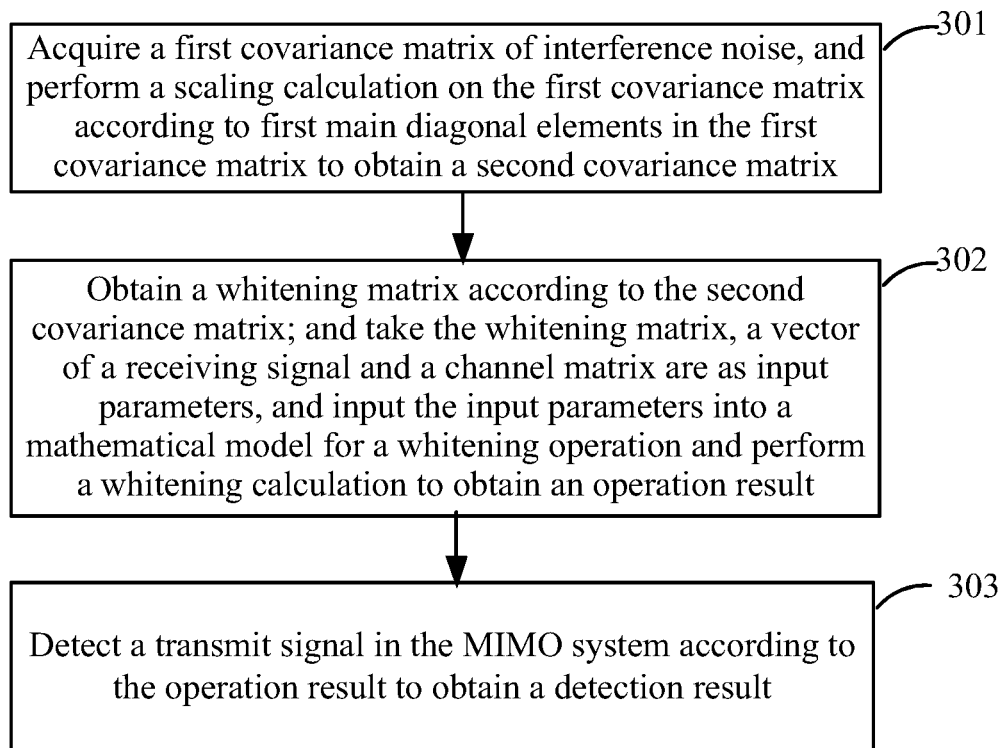 301
Acquire a first covariance matrix of interference noise, and
perform a scaling calculation on the first covariance matrix
according to first main diagonal elements in the first
covariance matrix to obtain a second covariance matrix
302
Obtain a whitening matrix according to the second
covariance matrix; and take the whitening matrix, a vector
of a receiving signal and a channel matrix are as input
parameters, and input the input parameters into a
mathematical model for a whitening operation and perform
a whitening calculation to obtain an operation result
303
Detect a transmit signal in the MIMO system according to
the operation result to obtain a detection result